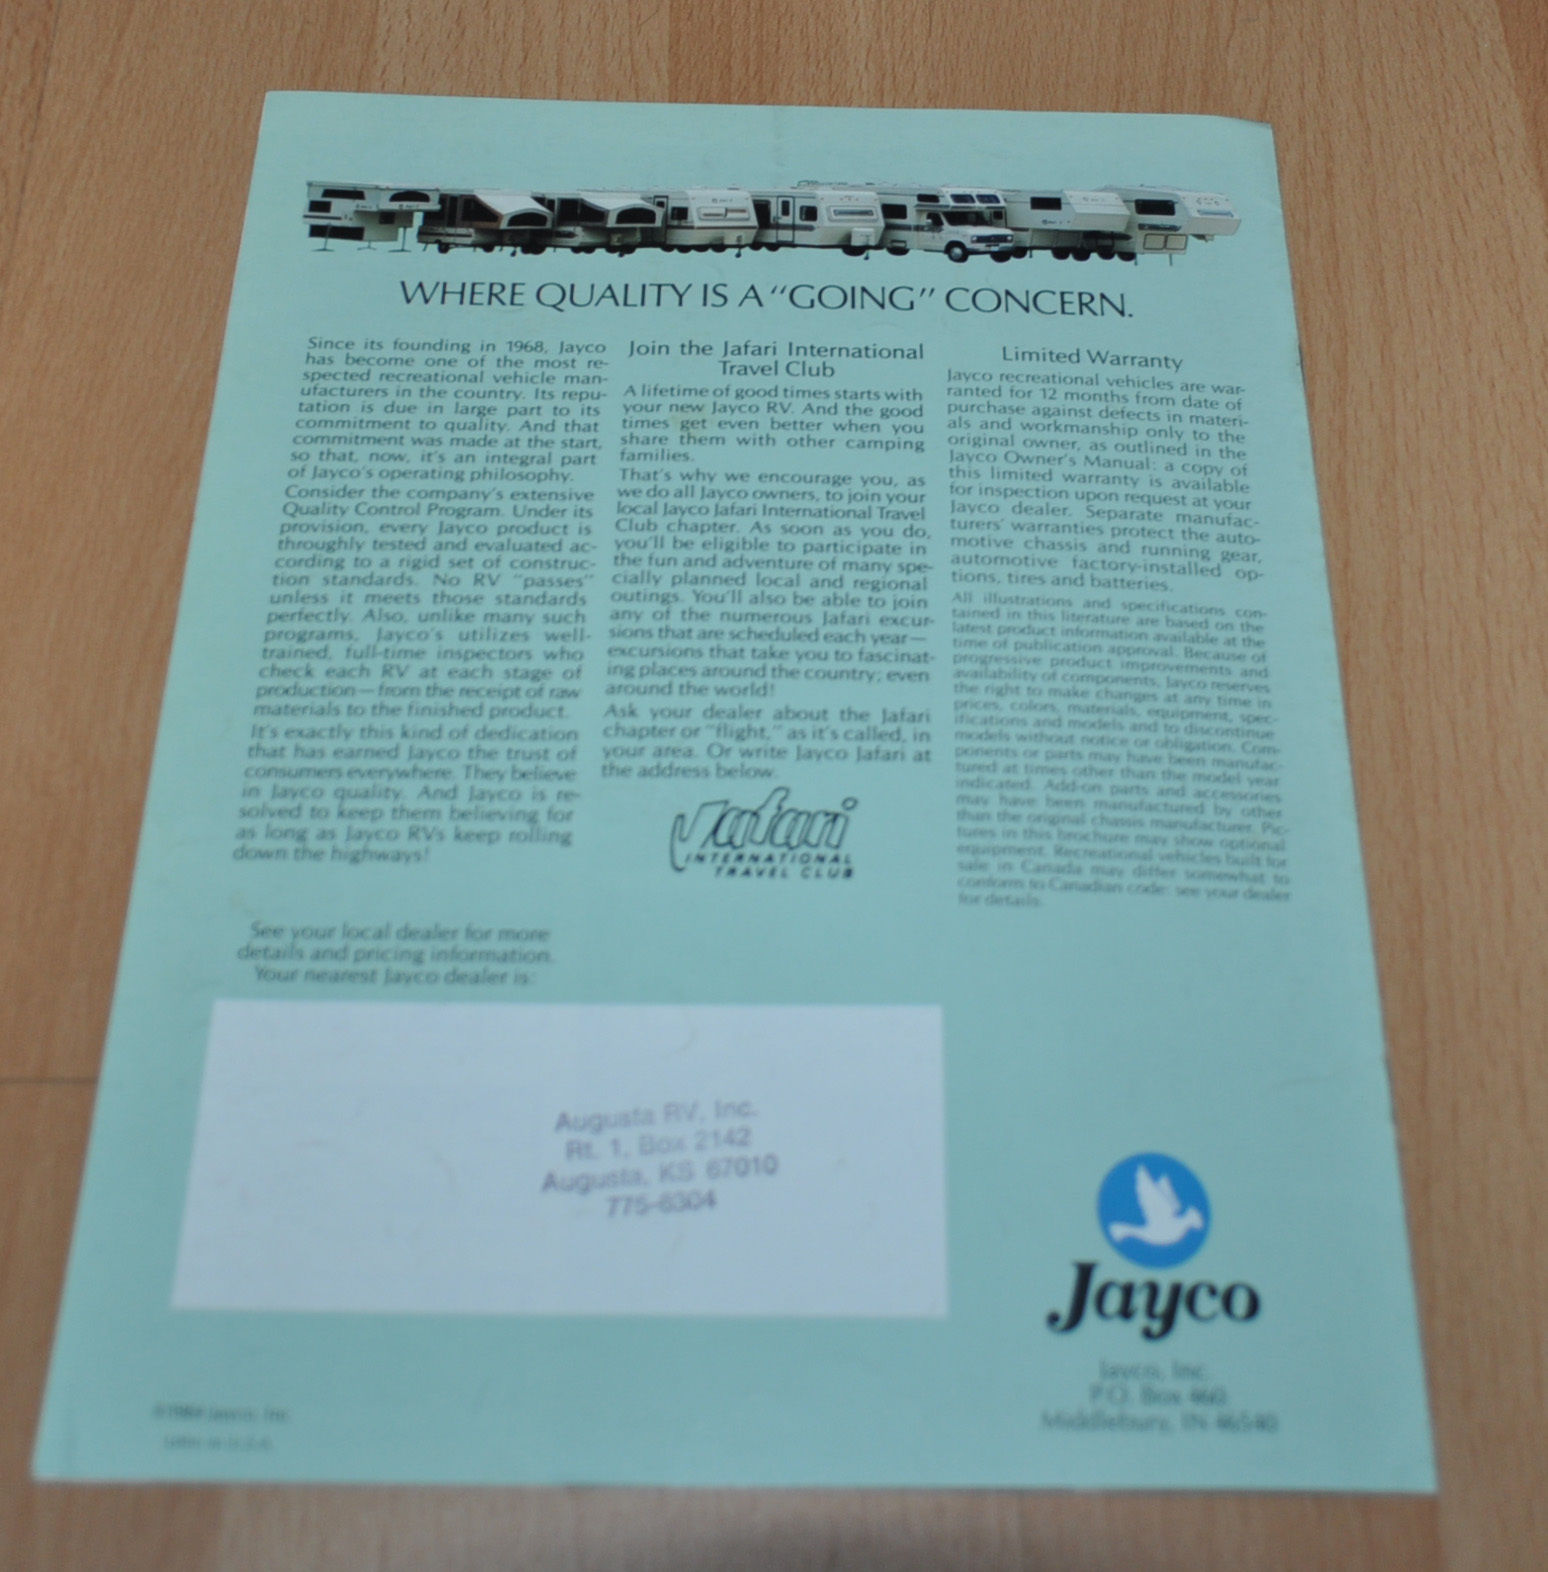 WHERE QUALITY IS A "GOING" CONCERN.
Since its founding in 1968, Jayco
has become one of the most re-
spected recreational vehicle man-
ufacturers in the country. Its repu-
tation is due in large part to its
commitment to quality. And that
commitment was made at the start,
so that, now, it's an integral part
of Jayco's operating philosophy.
Consider the company's extensive
Quality Control Program. Under its
provision, every Jayco product is
throughly tested and evaluated ac-
cording to a rigid set of construc-
tion standards. No RV "passes"
unless it meets those standards
perfectly. Also, unlike many such
programs, Jayco's utilizes well-
trained, full-time inspectors who
check each RV at each stage of
production—from the receipt of raw
materials to the finished product.
It's exactly this kind of dedication
that has earned Jayco the trust of
consumers everywhere. They believe
in Jayco quality. And Jayco is re-
solved to keep them believing for
as long as Jayco RVs keep rolling
down the highways!
Join the Jafari International
Travel Club
A lifetime of good times starts with
your new Jayco RV. And the good
times get even better when you
share them with other camping
families.
That's why we encourage you, as
we do all Jayco owners, to join your
local Jayco Jafari International Travel
Club chapter. As soon as you do,
you'll be eligible to participate in
the fun and adventure of many spe-
cially planned local and regional
outings. You'll also be able to join
any of the numerous Jafari excur-
sions that are scheduled each year—
excursions that take you to fascinat-
ing places around the country; even
around the world!
Ask your dealer about the Jafari
chapter or "flight," as it's called, in
your area. Or write Jayco Jafari at
the address below.
Jafari
INTERNATIONAL
TRAVEL CLUB
Limited Warranty
Jayco recreational vehicles are war-
ranted for 12 months from date of
purchase against defects in materi-
als and workmanship only to the
original owner, as outlined in the
Jayco Owner's Manual; a copy of
this limited warranty is available
for inspection upon request at your
Jayco dealer. Separate manufac-
turers' warranties protect the auto-
motive chassis and running gear,
automotive factory-installed op-
tions, tires and batteries.
All illustrations and specifications con-
tained in this literature are based on the
latest product information available at the
time of publication approval. Because of
progressive product improvements and
availability of components, Jayco reserves
the right to make changes at any time in
prices, colors, materials, equipment, spec-
ifications and models and to discontinue
models without notice or obligation. Com-
ponents or parts may have been manufac-
tured at times other than the model year
indicated. Add-on parts and accessories
may have been manufactured by other
than the original chassis manufacturer. Pic-
tures in this brochure may show optional
equipment. Recreational vehicles built for
sale in Canada may differ somewhat to
conform to Canadian code: see your dealer
for details.
See your local dealer for more
details and pricing information.
Your nearest Jayco dealer is:
Augusta RV, Inc.
Rt. 1, Box 2142
Augusta, KS 67010
775-6304
Jayco
Jayco, Inc.
P.O. Box 460
Middlebury, IN 46540
Jayco, Inc.
in U.S.A.